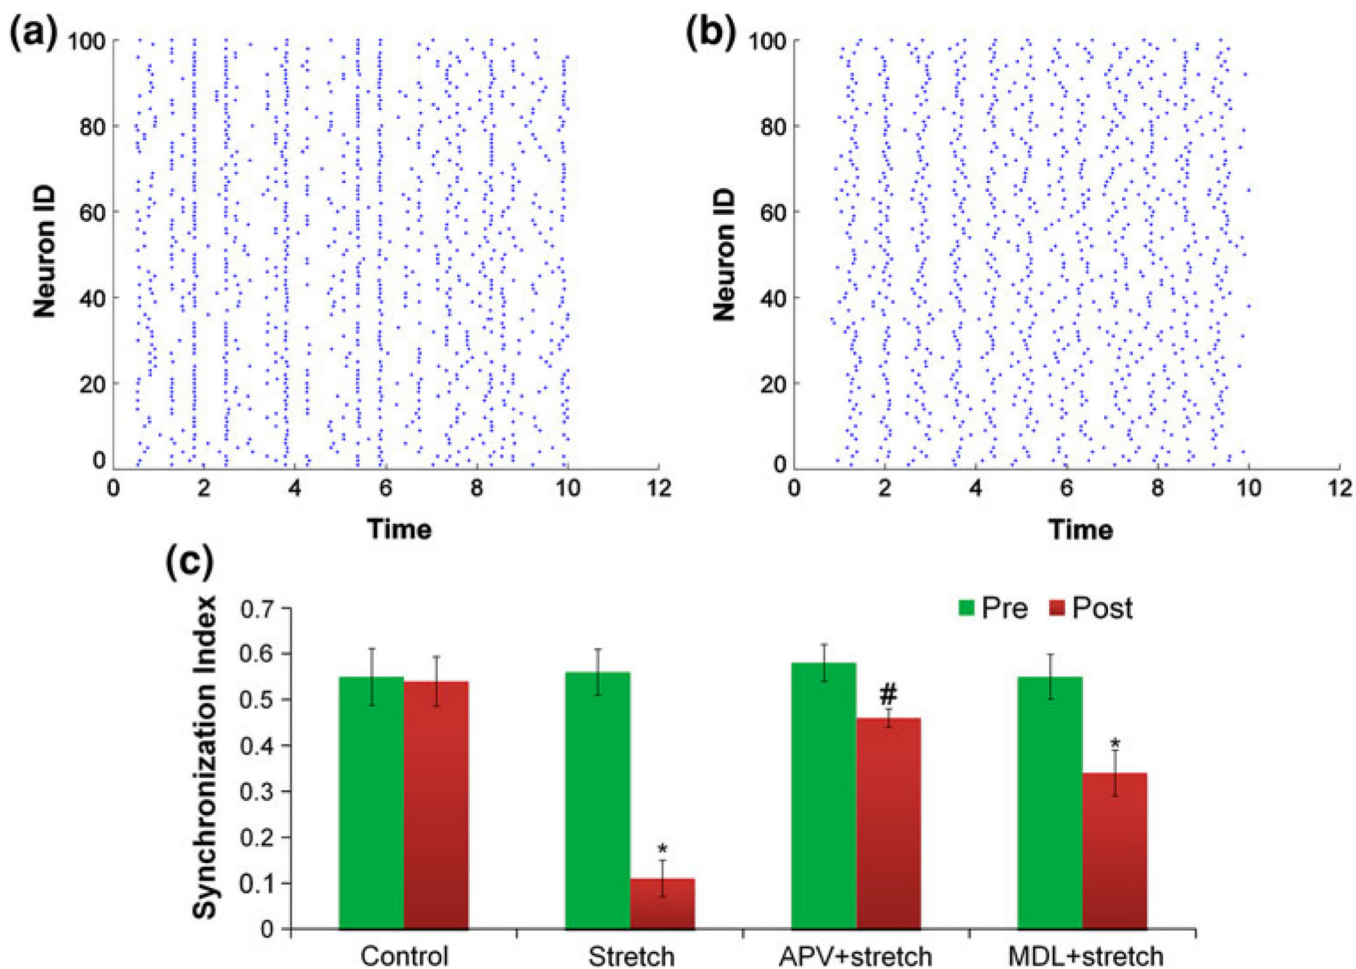 (a)
100
80
60
40
20
0
Neuron ID
0 2 4 6 8 10 12
Time
(b)
100
80
60
40
20
0
Neuron ID
0 2 4 6 8 10 12
Time
(c)
Synchronization Index
0.7
0.6
0.5
0.4
0.3
0.2
0.1
0
Pre Post
*
#
*
Control Stretch APV+stretch MDL+stretch